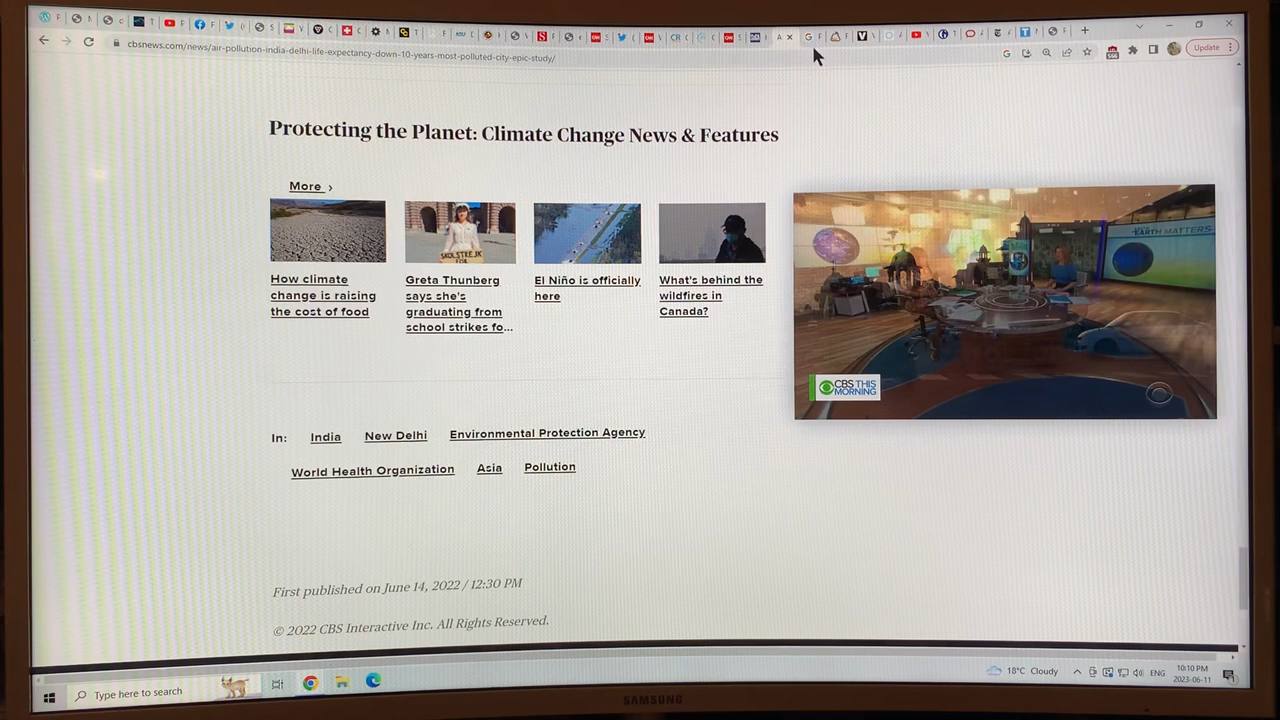 cbsnews.com/news/air-pollution-india-delhi-life-expectancy-down-10-years-most-polluted-city-epic-study/
Update
Protecting the Planet: Climate Change News & Features
More ›
How climate
change is raising
the cost of food
SKOLSTREJK
FÖR
Greta Thunberg
says she's
graduating from
school strikes fo...
El Niño is officially
here
What's behind the
wildfires in
Canada?
EARTH MATTERS
CBS THIS
MORNING
In: India New Delhi Environmental Protection Agency
World Health Organization Asia Pollution
First published on June 14, 2022 / 12:30 PM
© 2022 CBS Interactive Inc. All Rights Reserved.
Type here to search
18°C Cloudy
ENG
10:10 PM
2023-06-11
SAMSUNG